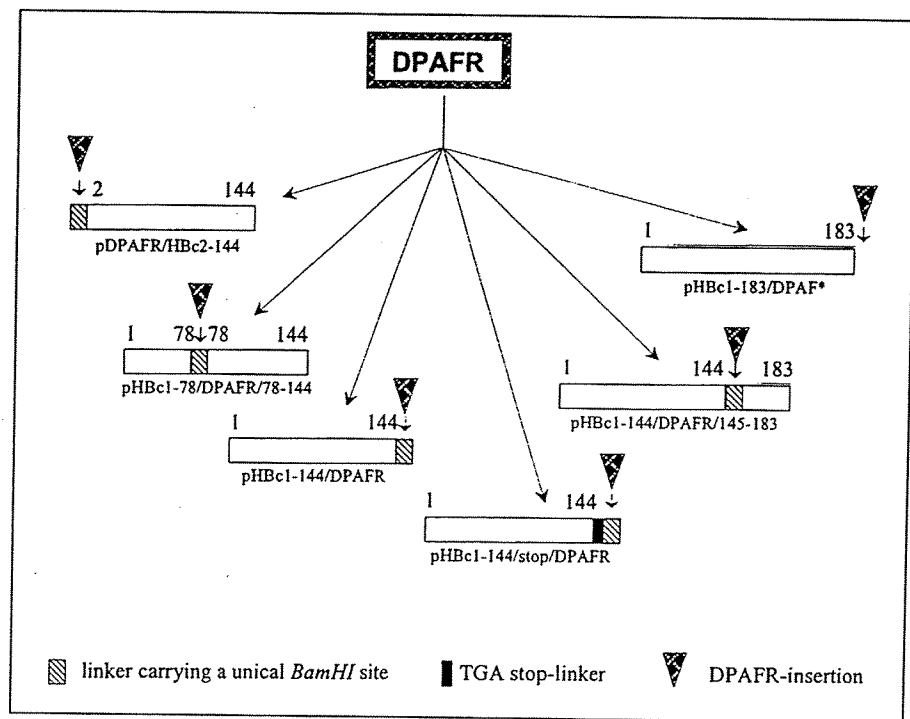 DPAFR
2 144
pDPAFR/HBc2-144
1 183
pHBc1-183/DPAF*
1 78 78 144
pHBc1-78/DPAFR/78-144
1 144 183
pHBc1-144/DPAFR/145-183
1 144
pHBc1-144/DPAFR
1 144
pHBc1-144/stop/DPAFR
linker carrying a unical BamHI site
TGA stop-linker
DPAFR-insertion